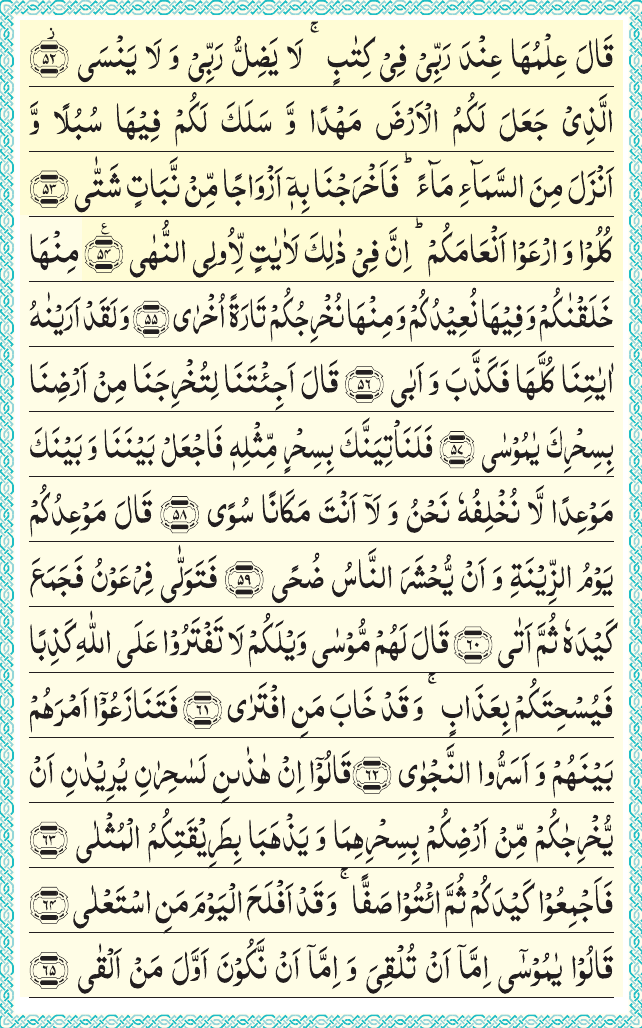 قَالَ عِلْمُهَا عِنْدَ رَبِّیْ فِیْ كِتٰبٍ ۚ لَا یَضِلُّ رَبِّیْ وَ لَا یَنْسَی ز ۵۲
الَّذِیْ جَعَلَ لَكُمُ الْاَرْضَ مَهْدًا وَّ سَلَكَ لَكُمْ فِیْهَا سُبُلًا وَّ
اَنْزَلَ مِنَ السَّمَآءِ مَآءً ؕ فَاَخْرَجْنَا بِهٖۤ اَزْوَاجًا مِّنْ نَّبَاتٍ شَتّٰی ۵۳
كُلُوْا وَ ارْعَوْا اَنْعَامَكُمْ ؕ اِنَّ فِیْ ذٰلِكَ لَاٰیٰتٍ لِّاُولِی النُّهٰی ع ۵۴ مِنْهَا
خَلَقْنٰكُمْ وَ فِیْهَا نُعِیْدُكُمْ وَ مِنْهَا نُخْرِجُكُمْ تَارَةً اُخْرٰی ۵۵ وَ لَقَدْ اَرَیْنٰهُ
اٰیٰتِنَا كُلَّهَا فَكَذَّبَ وَ اَبٰی ۵۶ قَالَ اَجِئْتَنَا لِتُخْرِجَنَا مِنْ اَرْضِنَا
بِسِحْرِكَ یٰمُوْسٰی ۵۷ فَلَنَاْتِیَنَّكَ بِسِحْرٍ مِّثْلِهٖ فَاجْعَلْ بَیْنَنَا وَ بَیْنَكَ
مَوْعِدًا لَّا نُخْلِفُهٗ نَحْنُ وَ لَاۤ اَنْتَ مَكَانًا سُوًی ۵۸ قَالَ مَوْعِدُكُمْ
یَوْمُ الزِّیْنَةِ وَ اَنْ یُّحْشَرَ النَّاسُ ضُحًی ۵۹ فَتَوَلّٰی فِرْعَوْنُ فَجَمَعَ
كَیْدَهٗ ثُمَّ اَتٰی ۶۰ قَالَ لَهُمْ مُّوْسٰی وَیْلَكُمْ لَا تَفْتَرُوْا عَلَی اللّٰهِ كَذِبًا
فَیُسْحِتَكُمْ بِعَذَابٍ ۚ وَ قَدْ خَابَ مَنِ افْتَرٰی ۶۱ فَتَنَازَعُوْۤا اَمْرَهُمْ
بَیْنَهُمْ وَ اَسَرُّوا النَّجْوٰی ۶۲ قَالُوْۤا اِنْ هٰذٰىنِ لَسٰحِرٰنِ یُرِیْدٰنِ اَنْ
یُّخْرِجٰكُمْ مِّنْ اَرْضِكُمْ بِسِحْرِهِمَا وَ یَذْهَبَا بِطَرِیْقَتِكُمُ الْمُثْلٰی ۶۳
فَاَجْمِعُوْا كَیْدَكُمْ ثُمَّ ائْتُوْا صَفًّا ۚ وَ قَدْ اَفْلَحَ الْیَوْمَ مَنِ اسْتَعْلٰی ۶۴
قَالُوْا یٰمُوْسٰۤی اِمَّاۤ اَنْ تُلْقِیَ وَ اِمَّاۤ اَنْ نَّكُوْنَ اَوَّلَ مَنْ اَلْقٰی ۶۵